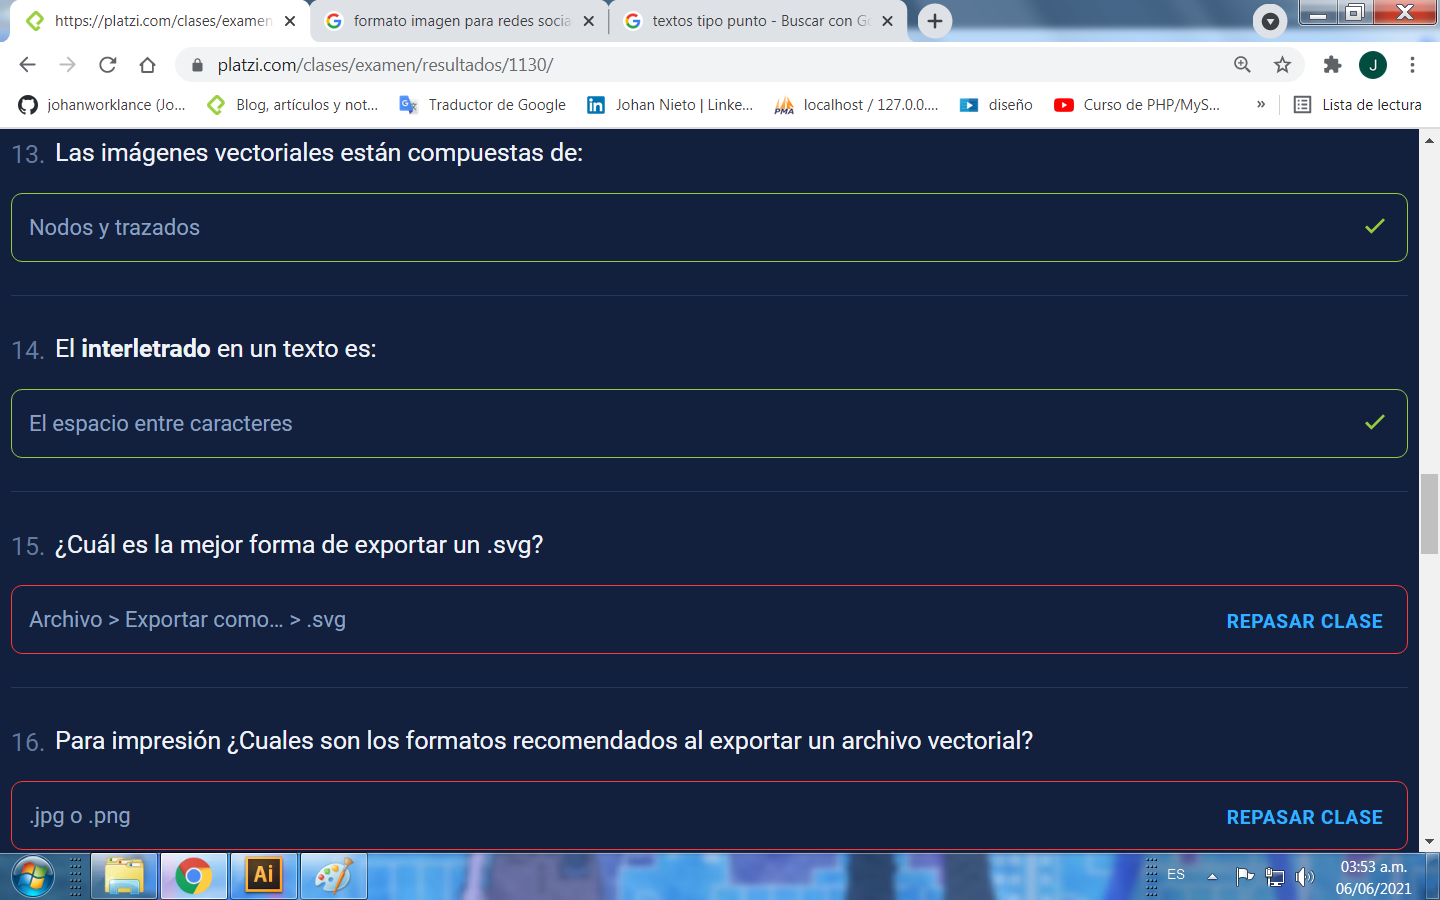 https://platzi.com/clases/examen
formato imagen para redes socia
textos tipo punto - Buscar con Go
platzi.com/clases/examen/resultados/1130/
J
johanworklance (Jo...
Blog, artículos y not...
Traductor de Google
Johan Nieto | Linke...
localhost / 127.0.0....
diseño
Curso de PHP/MyS...
»
Lista de lectura
13. Las imágenes vectoriales están compuestas de:
Nodos y trazados
14. El interletrado en un texto es:
El espacio entre caracteres
15. ¿Cuál es la mejor forma de exportar un .svg?
Archivo > Exportar como... > .svg
REPASAR CLASE
16. Para impresión ¿Cuales son los formatos recomendados al exportar un archivo vectorial?
.jpg o .png
REPASAR CLASE
Ai
ES
03:53 a.m.
06/06/2021